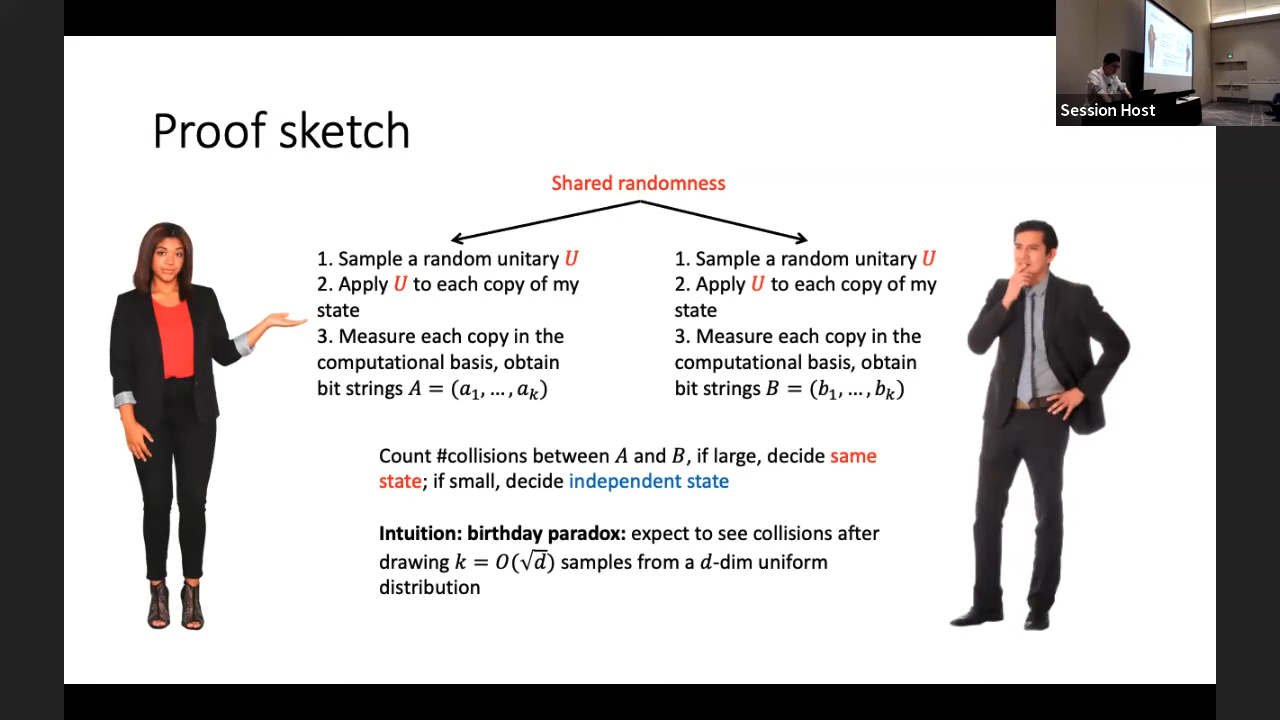 Session Host
Proof sketch
Shared randomness
1. Sample a random unitary U
2. Apply U to each copy of my
state
3. Measure each copy in the
computational basis, obtain
bit strings A = (a₁, ..., aₖ)
1. Sample a random unitary U
2. Apply U to each copy of my
state
3. Measure each copy in the
computational basis, obtain
bit strings B = (b₁, ..., bₖ)
Count #collisions between A and B, if large, decide same
state; if small, decide independent state
Intuition: birthday paradox: expect to see collisions after
drawing k = O(√d) samples from a d-dim uniform
distribution